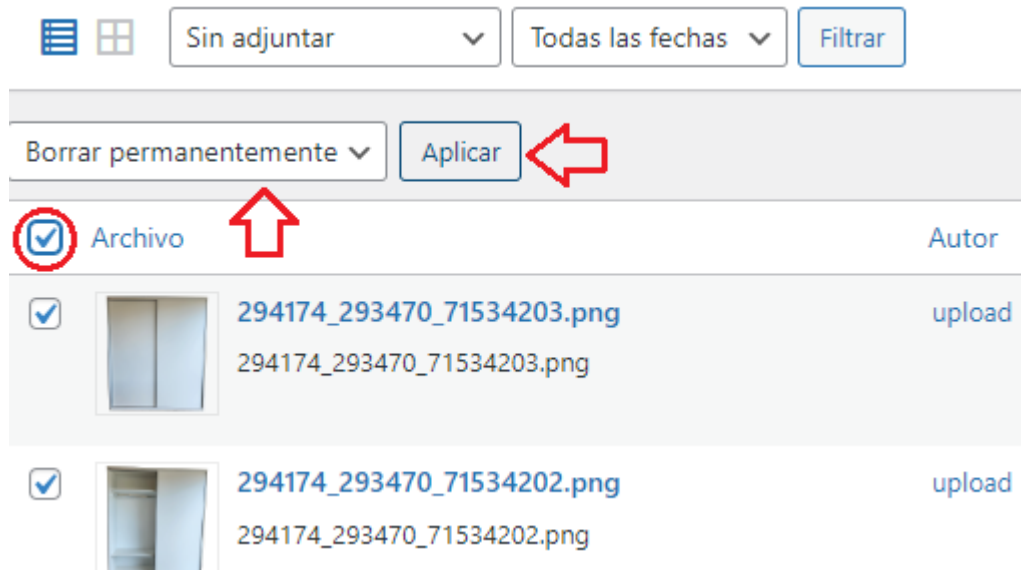 Sin adjuntar Todas las fechas Filtrar
Borrar permanentemente Aplicar
Archivo Autor
294174_293470_71534203.png upload
294174_293470_71534203.png
294174_293470_71534202.png upload
294174_293470_71534202.png